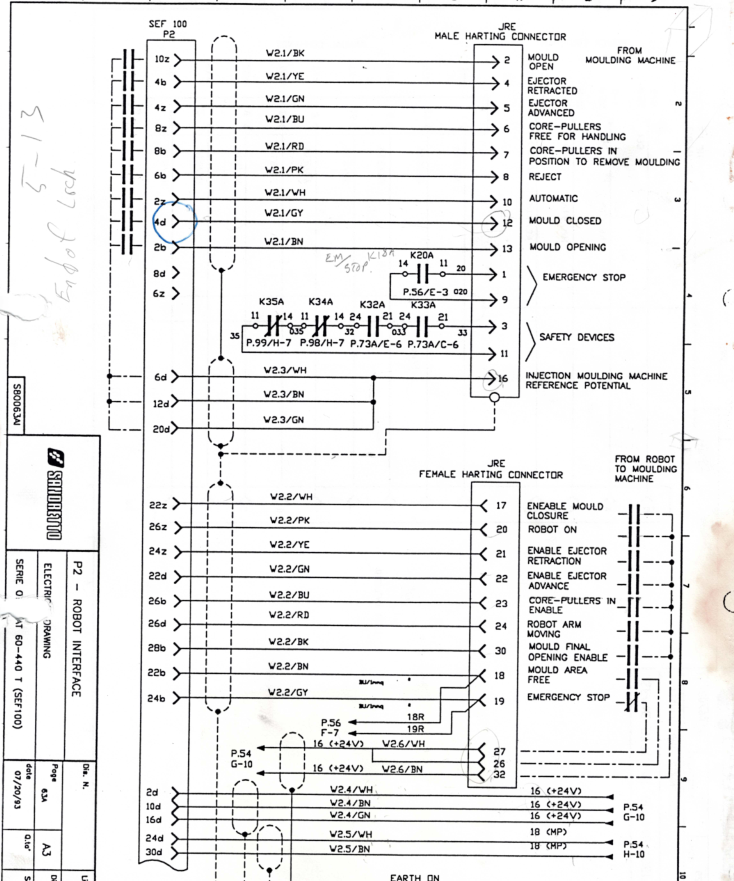 SEF 100
P2
JRE
MALE HARTING CONNECTOR
FROM
MOULDING MACHINE
10z W2.1/BK 2 MOULD OPEN
4b W2.1/YE 4 EJECTOR RETRACTED
4z W2.1/GN 5 EJECTOR ADVANCED
8z W2.1/BU 6 CORE-PULLERS FREE FOR HANDLING
8b W2.1/RD 7 CORE-PULLERS IN POSITION TO REMOVE MOULDING
6b W2.1/PK 8 REJECT
2z W2.1/WH 10 AUTOMATIC
4d W2.1/GY 12 MOULD CLOSED
2b W2.1/BN 13 MOULD OPENING
8d
6z
EM/STOP. K20A
14 11 20 1 EMERGENCY STOP
P.56/E-3 020 9
K35A K34A K32A K33A
11 14 11 14 24 21 24 21 3 SAFETY DEVICES
35 035 32 033 33
P.99/H-7 P.98/H-7 P.73A/E-6 P.73A/C-6 11
6d W2.3/WH 16 INJECTION MOULDING MACHINE REFERENCE POTENTIAL
12d W2.3/BN
20d W2.3/GN
JRE
FEMALE HARTING CONNECTOR
FROM ROBOT
TO MOULDING
MACHINE
22z W2.2/WH 17 ENEABLE MOULD CLOSURE
26z W2.2/PK 20 ROBOT ON
24z W2.2/YE 21 ENABLE EJECTOR RETRACTION
22d W2.2/GN 22 ENABLE EJECTOR ADVANCE
26b W2.2/BU 23 CORE-PULLERS IN ENABLE
26d W2.2/RD 24 ROBOT ARM MOVING
28b W2.2/BK 30 MOULD FINAL OPENING ENABLE
22b W2.2/BN 18 MOULD AREA FREE
24b W2.2/GY 19 EMERGENCY STOP
P.56 18R
F-7 19R
P.54 16 (+24V) W2.6/WH 27
G-10 26
16 (+24V) W2.6/BN 32
2d W2.4/WH 16 (+24V)
10d W2.4/BN 16 (+24V) P.54
16d W2.4/GN 16 (+24V) G-10
24d W2.5/WH 18 (MP) P.54
30d W2.5/BN 18 (MP) H-10
EARTH ON
2
3
4
5
6
7
8
9
10
5-13
SB0063AI
SANDRETTO
P2 - ROBOT INTERFACE
ELECTRIC DRAWING
SERIE
AT 60-440 T (SEF100)
Dis. N.
Page 63A
A3
date 07/20/93